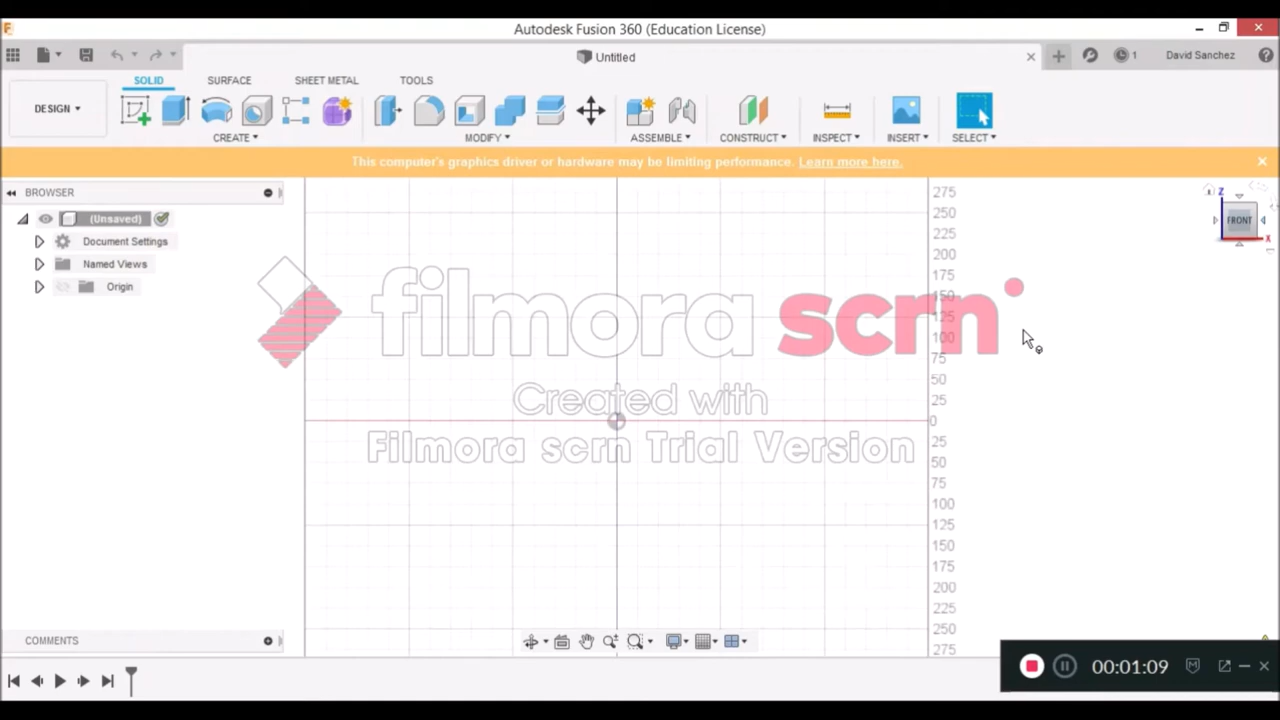 Autodesk Fusion 360 (Education License)
Untitled
1
David Sanchez
SOLID
SURFACE
SHEET METAL
TOOLS
DESIGN
CREATE
MODIFY
ASSEMBLE
CONSTRUCT
INSPECT
INSERT
SELECT
This computer's graphics driver or hardware may be limiting performance. Learn more here.
BROWSER
(Unsaved)
Document Settings
Named Views
Origin
Z
FRONT
X
275
250
225
200
175
150
125
100
75
50
25
0
25
50
75
100
125
150
175
200
225
250
275
filmora scrn
Created with
Filmora scrn Trial Version
COMMENTS
00:01:09